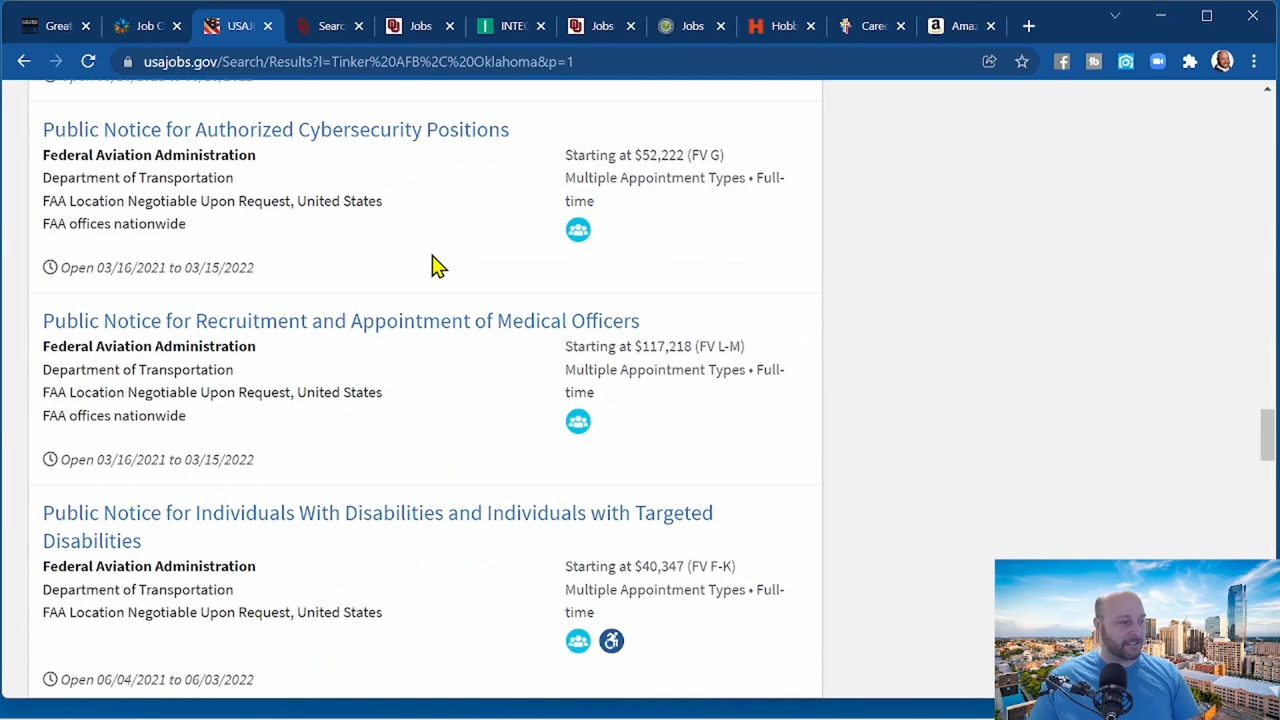 Great
Job C
USAJ
Searc
Jobs
INTEC
Jobs
Jobs
Hobb
Caree
Amaz
usajobs.gov/Search/Results?l=Tinker%20AFB%2C%20Oklahoma&p=1
Public Notice for Authorized Cybersecurity Positions
Federal Aviation Administration
Starting at $52,222 (FV G)
Department of Transportation
Multiple Appointment Types • Full-
FAA Location Negotiable Upon Request, United States
time
FAA offices nationwide
Open 03/16/2021 to 03/15/2022
Public Notice for Recruitment and Appointment of Medical Officers
Federal Aviation Administration
Starting at $117,218 (FV L-M)
Department of Transportation
Multiple Appointment Types • Full-
FAA Location Negotiable Upon Request, United States
time
FAA offices nationwide
Open 03/16/2021 to 03/15/2022
Public Notice for Individuals With Disabilities and Individuals with Targeted
Disabilities
Federal Aviation Administration
Starting at $40,347 (FV F-K)
Department of Transportation
Multiple Appointment Types • Full-
FAA Location Negotiable Upon Request, United States
time
Open 06/04/2021 to 06/03/2022